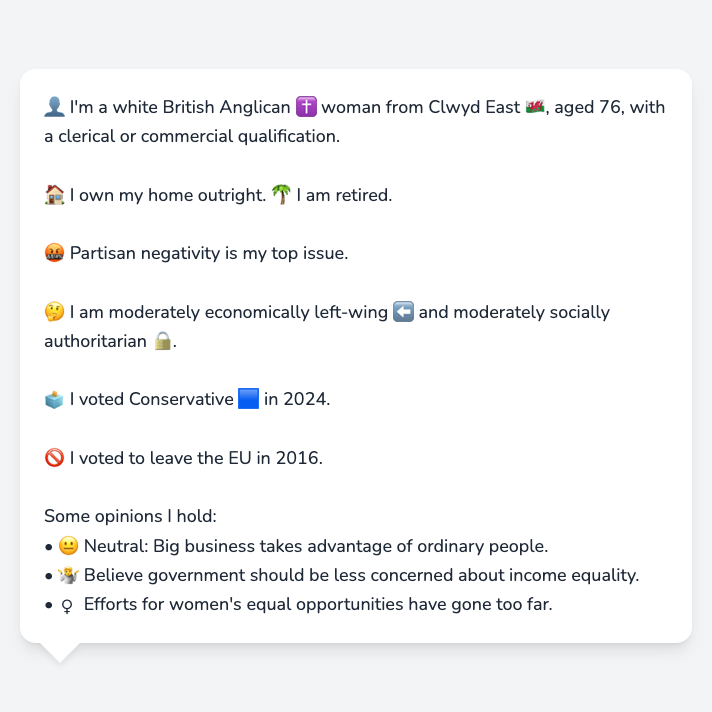 👤 I'm a white British Anglican ✝️ woman from Clwyd East 🏴󠁧󠁢󠁷󠁬󠁳󠁿, aged 76, with
a clerical or commercial qualification.
🏠 I own my home outright. 🌴 I am retired.
🤬 Partisan negativity is my top issue.
🤔 I am moderately economically left-wing ⬅️ and moderately socially
authoritarian 🔒.
🗳️ I voted Conservative 🟦 in 2024.
🚫 I voted to leave the EU in 2016.
Some opinions I hold:
• 😐 Neutral: Big business takes advantage of ordinary people.
• 🤷 Believe government should be less concerned about income equality.
• ♀ Efforts for women's equal opportunities have gone too far.